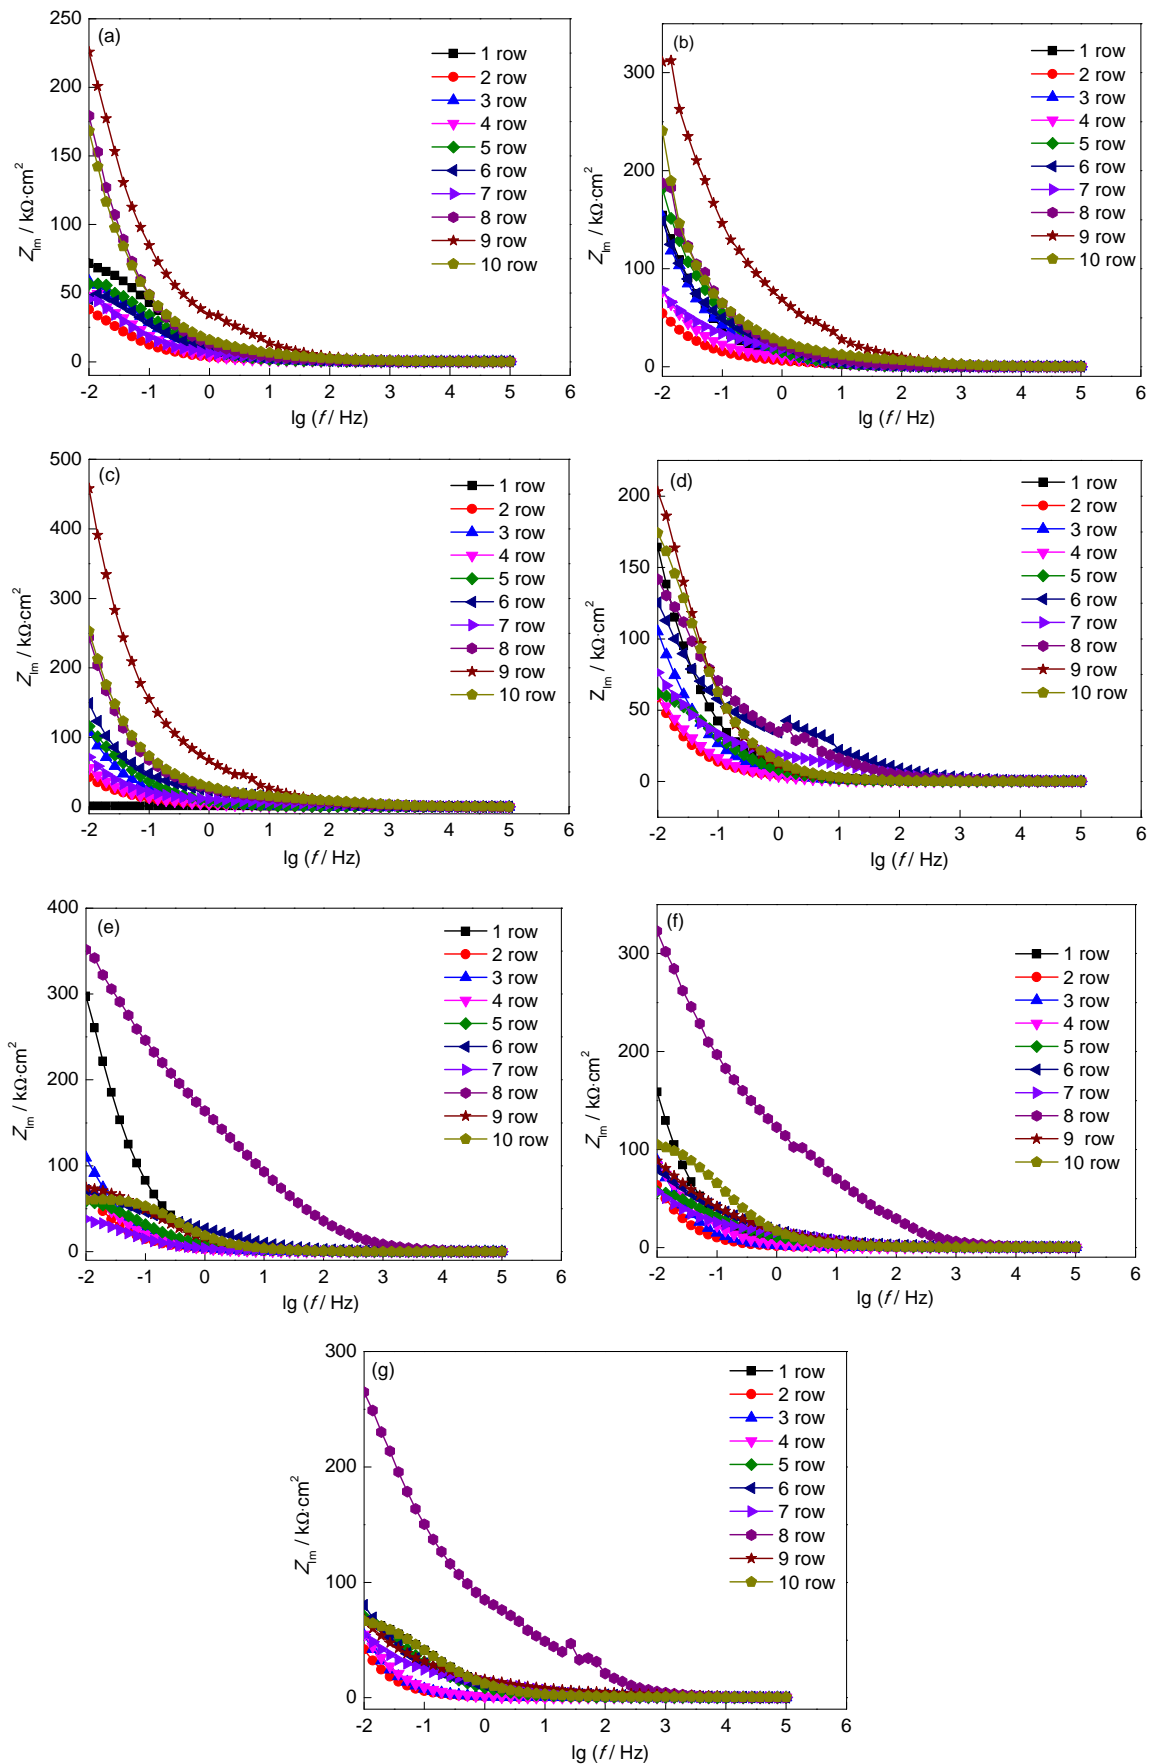 (a)
250
200
150
100
50
0
Z_Im / kΩ·cm²
-2 -1 0 1 2 3 4 5 6
lg (f / Hz)
1 row
2 row
3 row
4 row
5 row
6 row
7 row
8 row
9 row
10 row
(b)
300
200
100
0
Z_Im / kΩ·cm²
-2 -1 0 1 2 3 4 5 6
lg (f / Hz)
1 row
2 row
3 row
4 row
5 row
6 row
7 row
8 row
9 row
10 row
(c)
500
400
300
200
100
0
Z_Im / kΩ·cm²
-2 -1 0 1 2 3 4 5 6
lg (f / Hz)
1 row
2 row
3 row
4 row
5 row
6 row
7 row
8 row
9 row
10 row
(d)
200
150
100
50
0
Z_Im / kΩ·cm²
-2 -1 0 1 2 3 4 5 6
lg (f / Hz)
1 row
2 row
3 row
4 row
5 row
6 row
7 row
8 row
9 row
10 row
(e)
400
300
200
100
0
Z_Im / kΩ·cm²
-2 -1 0 1 2 3 4 5 6
lg (f / Hz)
1 row
2 row
3 row
4 row
5 row
6 row
7 row
8 row
9 row
10 row
(f)
300
200
100
0
Z_Im / kΩ·cm²
-2 -1 0 1 2 3 4 5 6
lg (f / Hz)
1 row
2 row
3 row
4 row
5 row
6 row
7 row
8 row
9 row
10 row
(g)
300
200
100
0
Z_Im / kΩ·cm²
-2 -1 0 1 2 3 4 5 6
lg (f / Hz)
1 row
2 row
3 row
4 row
5 row
6 row
7 row
8 row
9 row
10 row